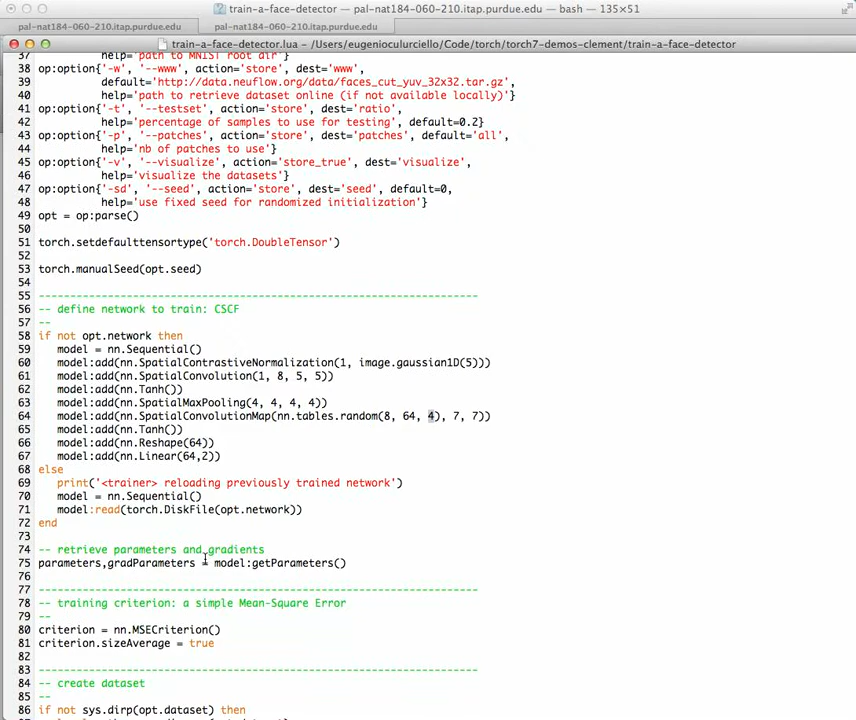 train-a-face-detector — pal-nat184-060-210.itap.purdue.edu — bash — 135×51
pal-nat184-060-210.itap.purdue.edu
pal-nat184-060-210.itap.purdue.edu
train-a-face-detector.lua - /Users/eugenioculurciello/Code/torch/torch7-demos-clement/train-a-face-detector
37 help='path to MNIST root dir'}
38 op:option{'-w', '--www', action='store', dest='www',
39 default='http://data.neuflow.org/data/faces_cut_yuv_32x32.tar.gz',
40 help='path to retrieve dataset online (if not available locally)'}
41 op:option{'-t', '--testset', action='store', dest='ratio',
42 help='percentage of samples to use for testing', default=0.2}
43 op:option{'-p', '--patches', action='store', dest='patches', default='all',
44 help='nb of patches to use'}
45 op:option{'-v', '--visualize', action='store_true', dest='visualize',
46 help='visualize the datasets'}
47 op:option{'-sd', '--seed', action='store', dest='seed', default=0,
48 help='use fixed seed for randomized initialization'}
49 opt = op:parse()
50
51 torch.setdefaulttensortype('torch.DoubleTensor')
52
53 torch.manualSeed(opt.seed)
54
55 ----------------------------------------------------------------------
56 -- define network to train: CSCF
57 --
58 if not opt.network then
59 model = nn.Sequential()
60 model:add(nn.SpatialContrastiveNormalization(1, image.gaussian1D(5)))
61 model:add(nn.SpatialConvolution(1, 8, 5, 5))
62 model:add(nn.Tanh())
63 model:add(nn.SpatialMaxPooling(4, 4, 4, 4))
64 model:add(nn.SpatialConvolutionMap(nn.tables.random(8, 64, 4), 7, 7))
65 model:add(nn.Tanh())
66 model:add(nn.Reshape(64))
67 model:add(nn.Linear(64,2))
68 else
69 print('<trainer> reloading previously trained network')
70 model = nn.Sequential()
71 model:read(torch.DiskFile(opt.network))
72 end
73
74 -- retrieve parameters and gradients
75 parameters,gradParameters = model:getParameters()
76
77 ----------------------------------------------------------------------
78 -- training criterion: a simple Mean-Square Error
79 --
80 criterion = nn.MSECriterion()
81 criterion.sizeAverage = true
82
83 ----------------------------------------------------------------------
84 -- create dataset
85 --
86 if not sys.dirp(opt.dataset) then